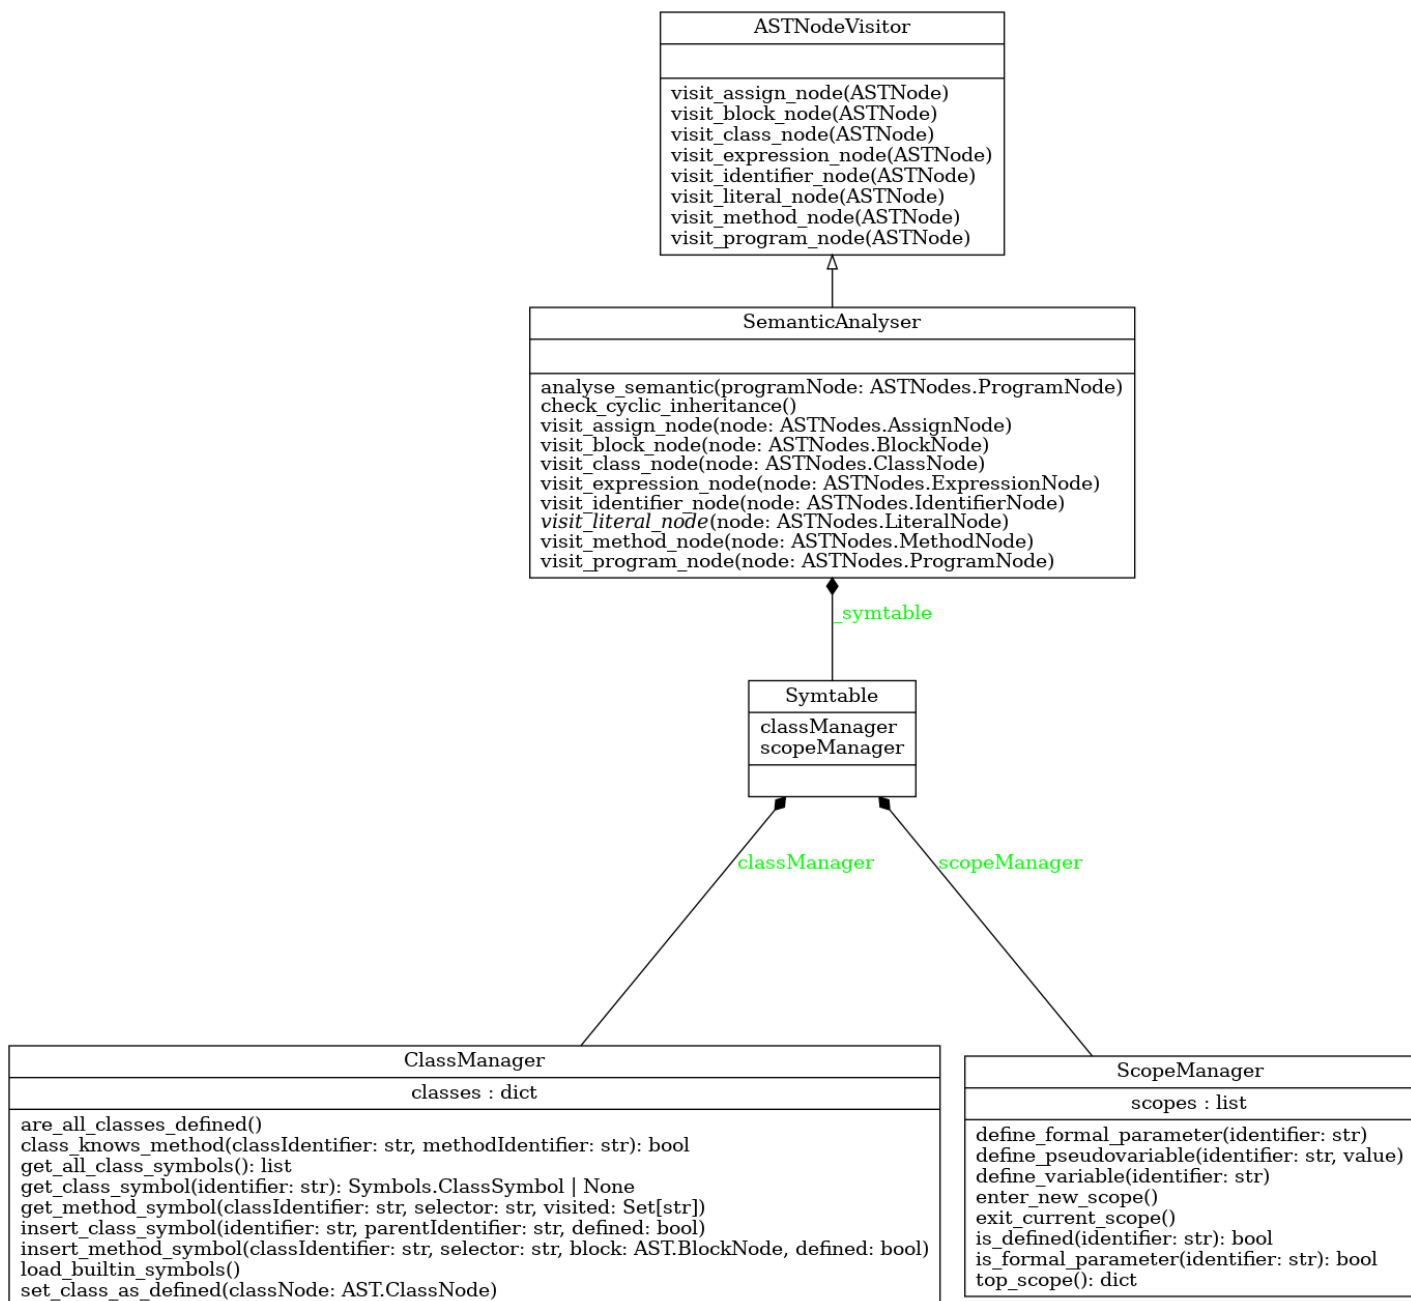 ASTNodeVisitor
visit_assign_node(ASTNode)
visit_block_node(ASTNode)
visit_class_node(ASTNode)
visit_expression_node(ASTNode)
visit_identifier_node(ASTNode)
visit_literal_node(ASTNode)
visit_method_node(ASTNode)
visit_program_node(ASTNode)
SemanticAnalyser
analyse_semantic(programNode: ASTNodes.ProgramNode)
check_cyclic_inheritance()
visit_assign_node(node: ASTNodes.AssignNode)
visit_block_node(node: ASTNodes.BlockNode)
visit_class_node(node: ASTNodes.ClassNode)
visit_expression_node(node: ASTNodes.ExpressionNode)
visit_identifier_node(node: ASTNodes.IdentifierNode)
visit_literal_node(node: ASTNodes.LiteralNode)
visit_method_node(node: ASTNodes.MethodNode)
visit_program_node(node: ASTNodes.ProgramNode)
_symtable
Symtable
classManager
scopeManager
classManager
scopeManager
ClassManager
classes : dict
are_all_classes_defined()
class_knows_method(classIdentifier: str, methodIdentifier: str): bool
get_all_class_symbols(): list
get_class_symbol(identifier: str): Symbols.ClassSymbol | None
get_method_symbol(classIdentifier: str, selector: str, visited: Set[str])
insert_class_symbol(identifier: str, parentIdentifier: str, defined: bool)
insert_method_symbol(classIdentifier: str, selector: str, block: AST.BlockNode, defined: bool)
load_builtin_symbols()
set_class_as_defined(classNode: AST.ClassNode)
ScopeManager
scopes : list
define_formal_parameter(identifier: str)
define_pseudovariable(identifier: str, value)
define_variable(identifier: str)
enter_new_scope()
exit_current_scope()
is_defined(identifier: str): bool
is_formal_parameter(identifier: str): bool
top_scope(): dict